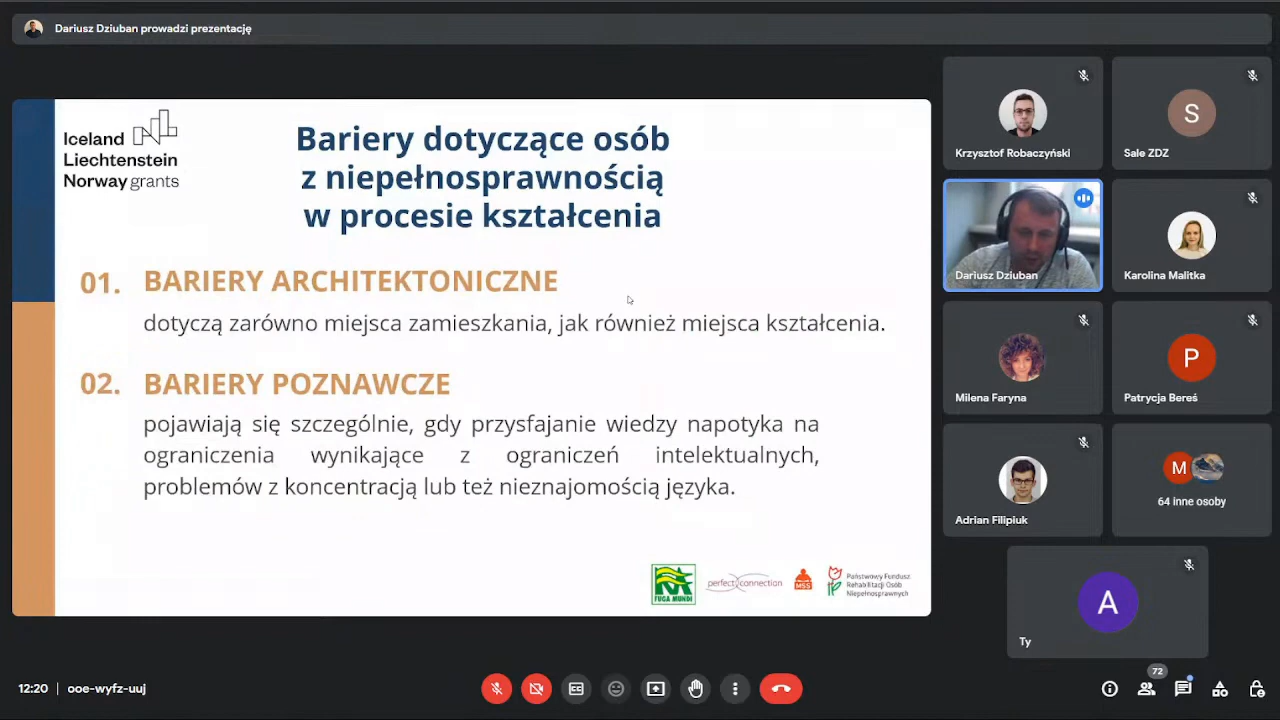 Dariusz Dziuban prowadzi prezentację
Iceland
Liechtenstein
Norway grants
Bariery dotyczące osób
z niepełnosprawnością
w procesie kształcenia
01. BARIERY ARCHITEKTONICZNE
dotyczą zarówno miejsca zamieszkania, jak również miejsca kształcenia.
02. BARIERY POZNAWCZE
pojawiają się szczególnie, gdy przysfajanie wiedzy napotyka na
ograniczenia wynikające z ograniczeń intelektualnych,
problemów z koncentracją lub też nieznajomością języka.
FUGA MUNDI
perfect connection
MSS
Państwowy Fundusz
Rehabilitacji Osób
Niepełnosprawnych
Krzysztof Robaczyński
S
Sale ZDZ
Dariusz Dziuban
Karolina Malitka
Milena Faryna
P
Patrycja Bereś
Adrian Filipiuk
M
64 inne osoby
A
Ty
12:20 | ooe-wyfz-uuj
72